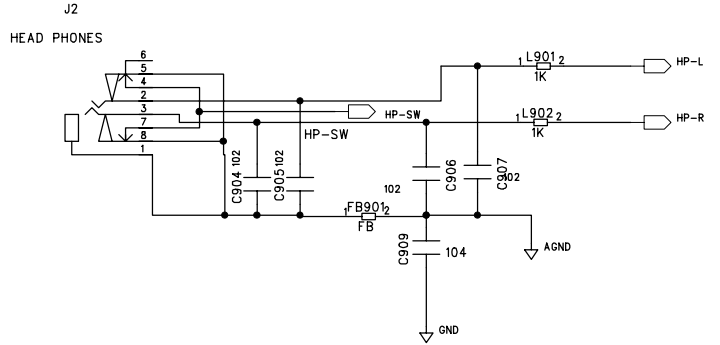 J2
HEAD PHONES
6
5
4
2
3
7
8
1
1 L901 2
1K
HP-L
HP-SW
1 L902 2
1K
HP-R
HP-SW
C904 102
C905 102
102
C906
C907
102
1 FB901 2
FB
C909
104
AGND
GND